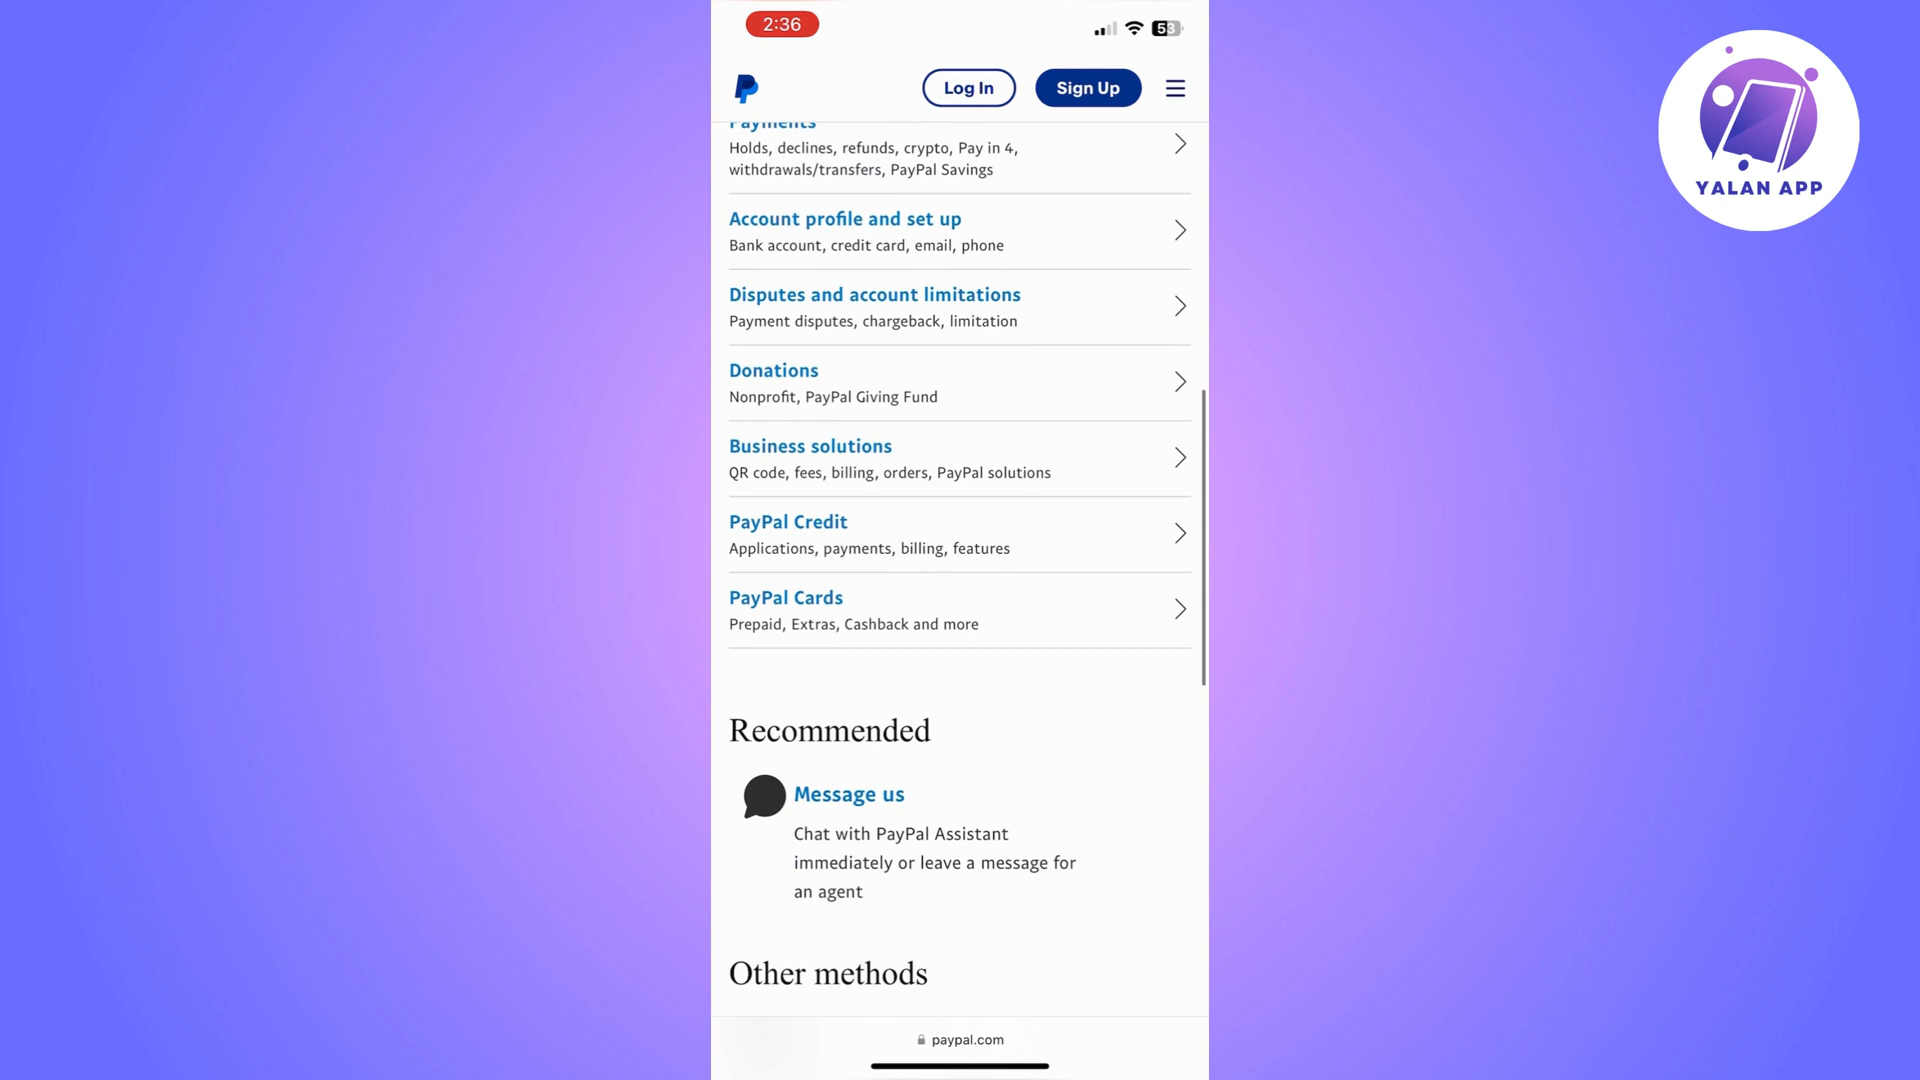 2:36
53
Log In
Sign Up
YALAN APP
Payments
Holds, declines, refunds, crypto, Pay in 4,
withdrawals/transfers, PayPal Savings
Account profile and set up
Bank account, credit card, email, phone
Disputes and account limitations
Payment disputes, chargeback, limitation
Donations
Nonprofit, PayPal Giving Fund
Business solutions
QR code, fees, billing, orders, PayPal solutions
PayPal Credit
Applications, payments, billing, features
PayPal Cards
Prepaid, Extras, Cashback and more
Recommended
Message us
Chat with PayPal Assistant
immediately or leave a message for
an agent
Other methods
paypal.com